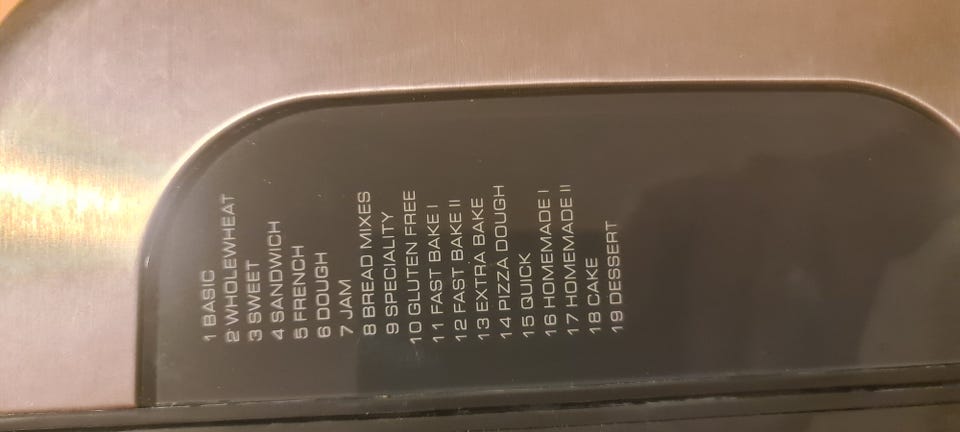 1 BASIC
2 WHOLEWHEAT
3 SWEET
4 SANDWICH
5 FRENCH
6 DOUGH
7 JAM
8 BREAD MIXES
9 SPECIALITY
10 GLUTEN FREE
11 FAST BAKE I
12 FAST BAKE II
13 EXTRA BAKE
14 PIZZA DOUGH
15 QUICK
16 HOMEMADE I
17 HOMEMADE II
18 CAKE
19 DESSERT